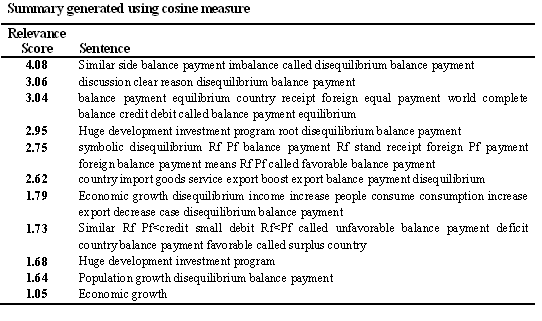 Summary generated using cosine measure
Relevance
Score Sentence
4.08 Similar side balance payment imbalance called disequilibrium balance payment
3.06 discussion clear reason disequilibrium balance payment
3.04 balance payment equilibrium country receipt foreign equal payment world complete
balance credit debit called balance payment equilibrium
2.95 Huge development investment program root disequilibrium balance payment
2.75 symbolic disequilibrium Rf Pf balance payment Rf stand receipt foreign Pf payment
foreign balance payment means Rf Pf called favorable balance payment
2.62 country import goods service export boost export balance payment disequilibrium
1.79 Economic growth disequilibrium income increase people consume consumption increase
export decrease case disequilibrium balance payment
1.73 Similar Rf Pf<credit small debit Rf<Pf called unfavorable balance payment deficit
country balance payment favorable called surplus country
1.68 Huge development investment program
1.64 Population growth disequilibrium balance payment
1.05 Economic growth